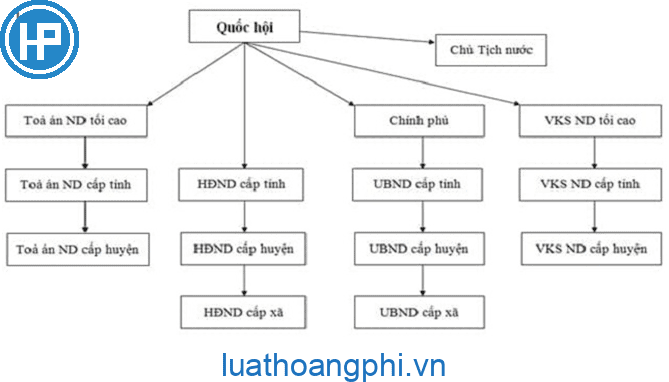 HP
Quốc hội
Chủ Tịch nước
Toà án ND tối cao
Chính phủ
VKS ND tối cao
Toà án ND cấp tỉnh
HĐND cấp tỉnh
UBND cấp tỉnh
VKS ND cấp tỉnh
Toà án ND cấp huyện
HĐND cấp huyện
UBND cấp huyện
VKS ND cấp huyện
HĐND cấp xã
UBND cấp xã
luathoangphi.vn